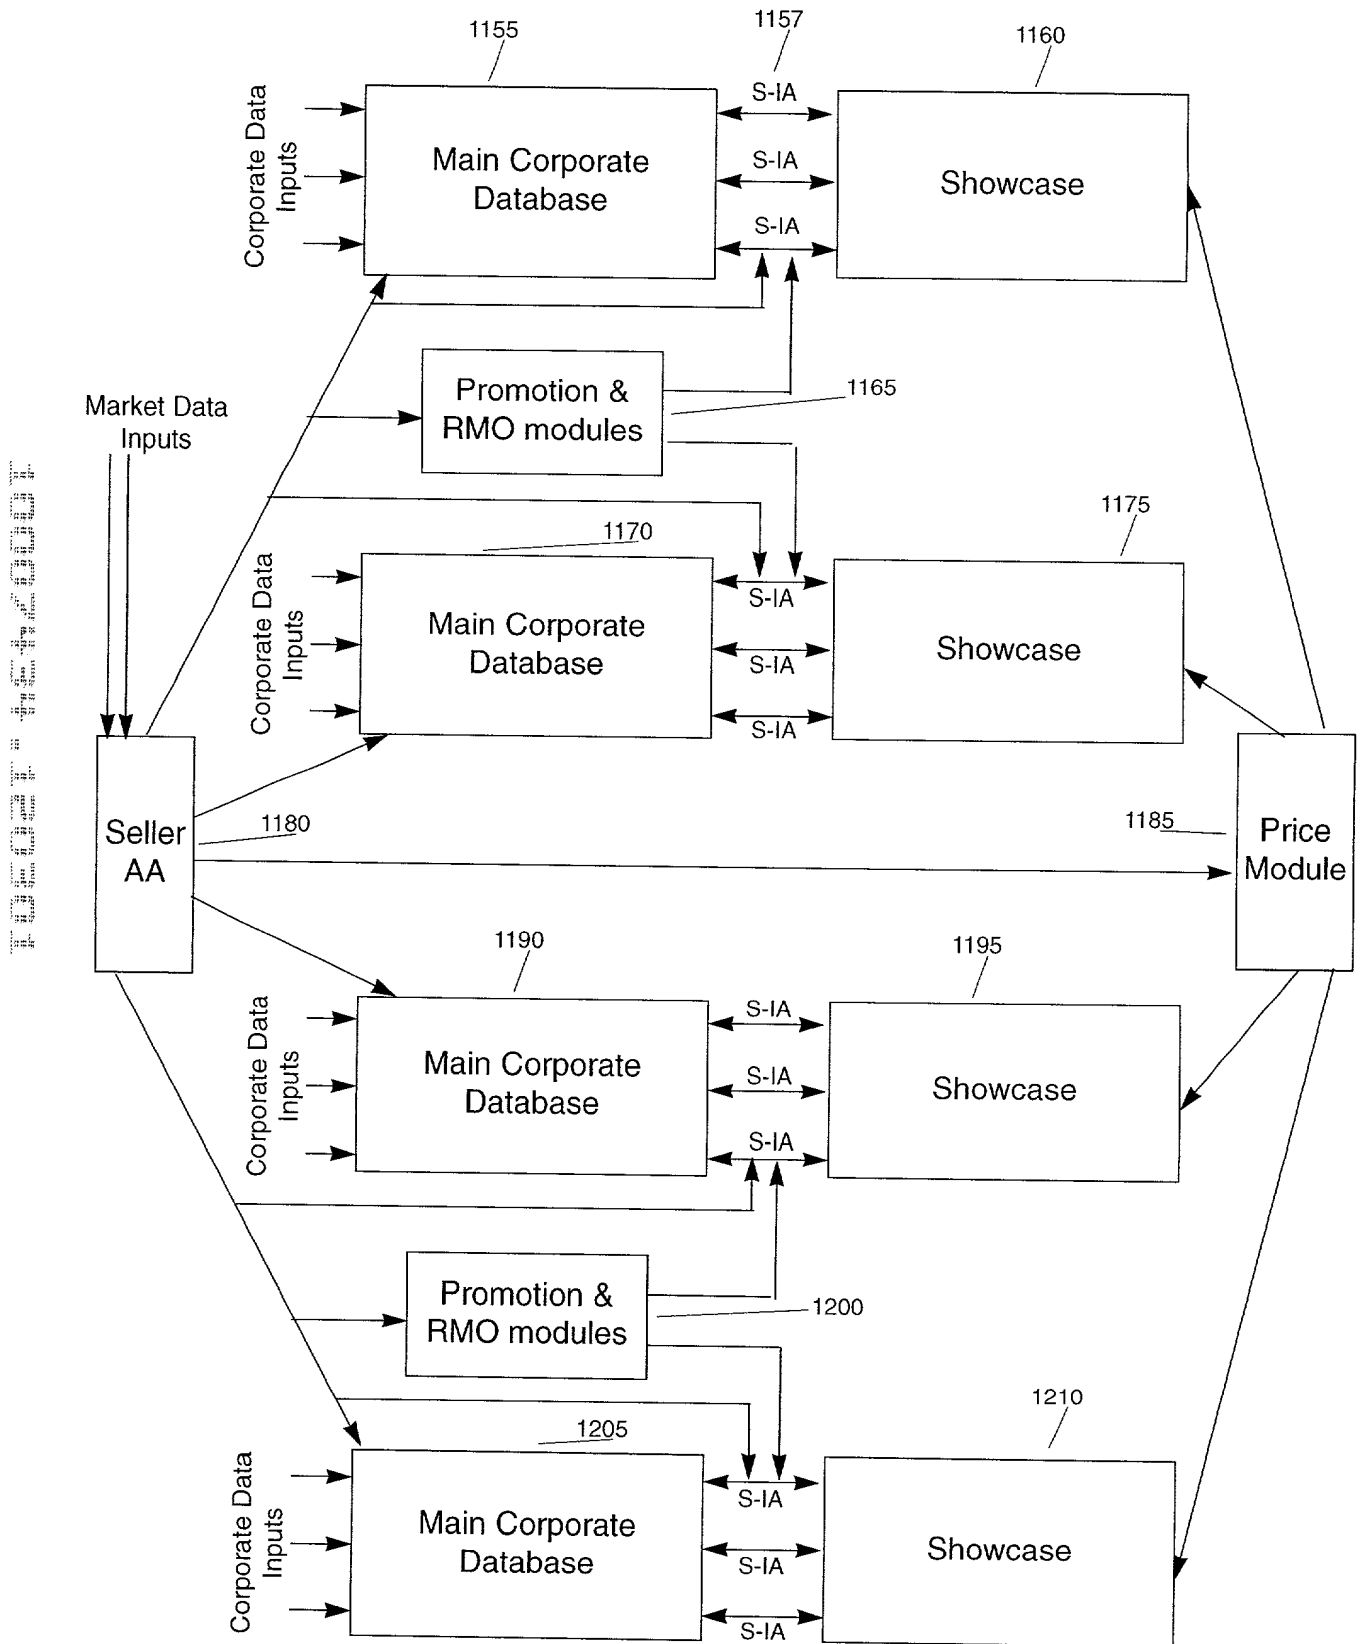 1155
1157
1160
S-IA
Corporate Data
Inputs
Main Corporate
Database
S-IA
Showcase
S-IA
Promotion &
RMO modules
1165
Market Data
Inputs
1170
1175
Corporate Data
Inputs
Main Corporate
Database
S-IA
S-IA
S-IA
Showcase
Seller
AA
1180
1185
Price
Module
1190
1195
Corporate Data
Inputs
Main Corporate
Database
S-IA
S-IA
S-IA
Showcase
Promotion &
RMO modules
1200
1205
1210
Corporate Data
Inputs
Main Corporate
Database
S-IA
S-IA
S-IA
Showcase